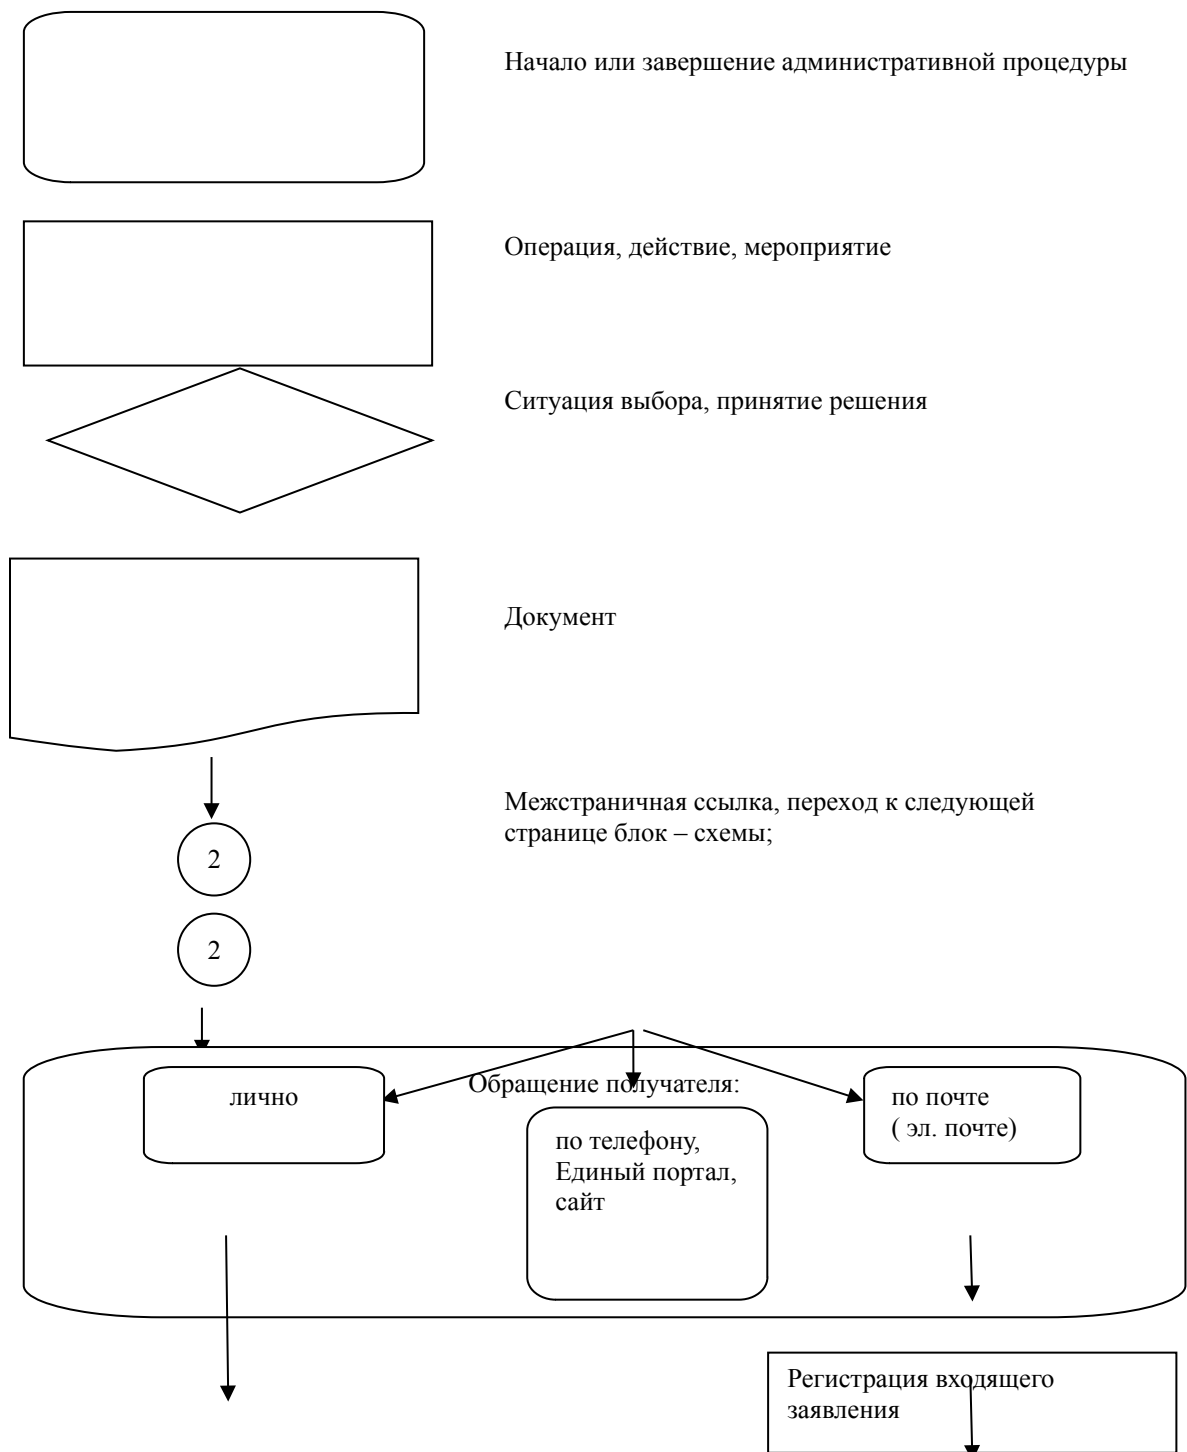 Начало или завершение административной процедуры
Операция, действие, мероприятие
Ситуация выбора, принятие решения
Документ
Межстраничная ссылка, переход к следующей
странице блок – схемы;
2
2
Обращение получателя:
лично
по телефону,
Единый портал,
сайт
по почте
( эл. почте)
Регистрация входящего
заявления